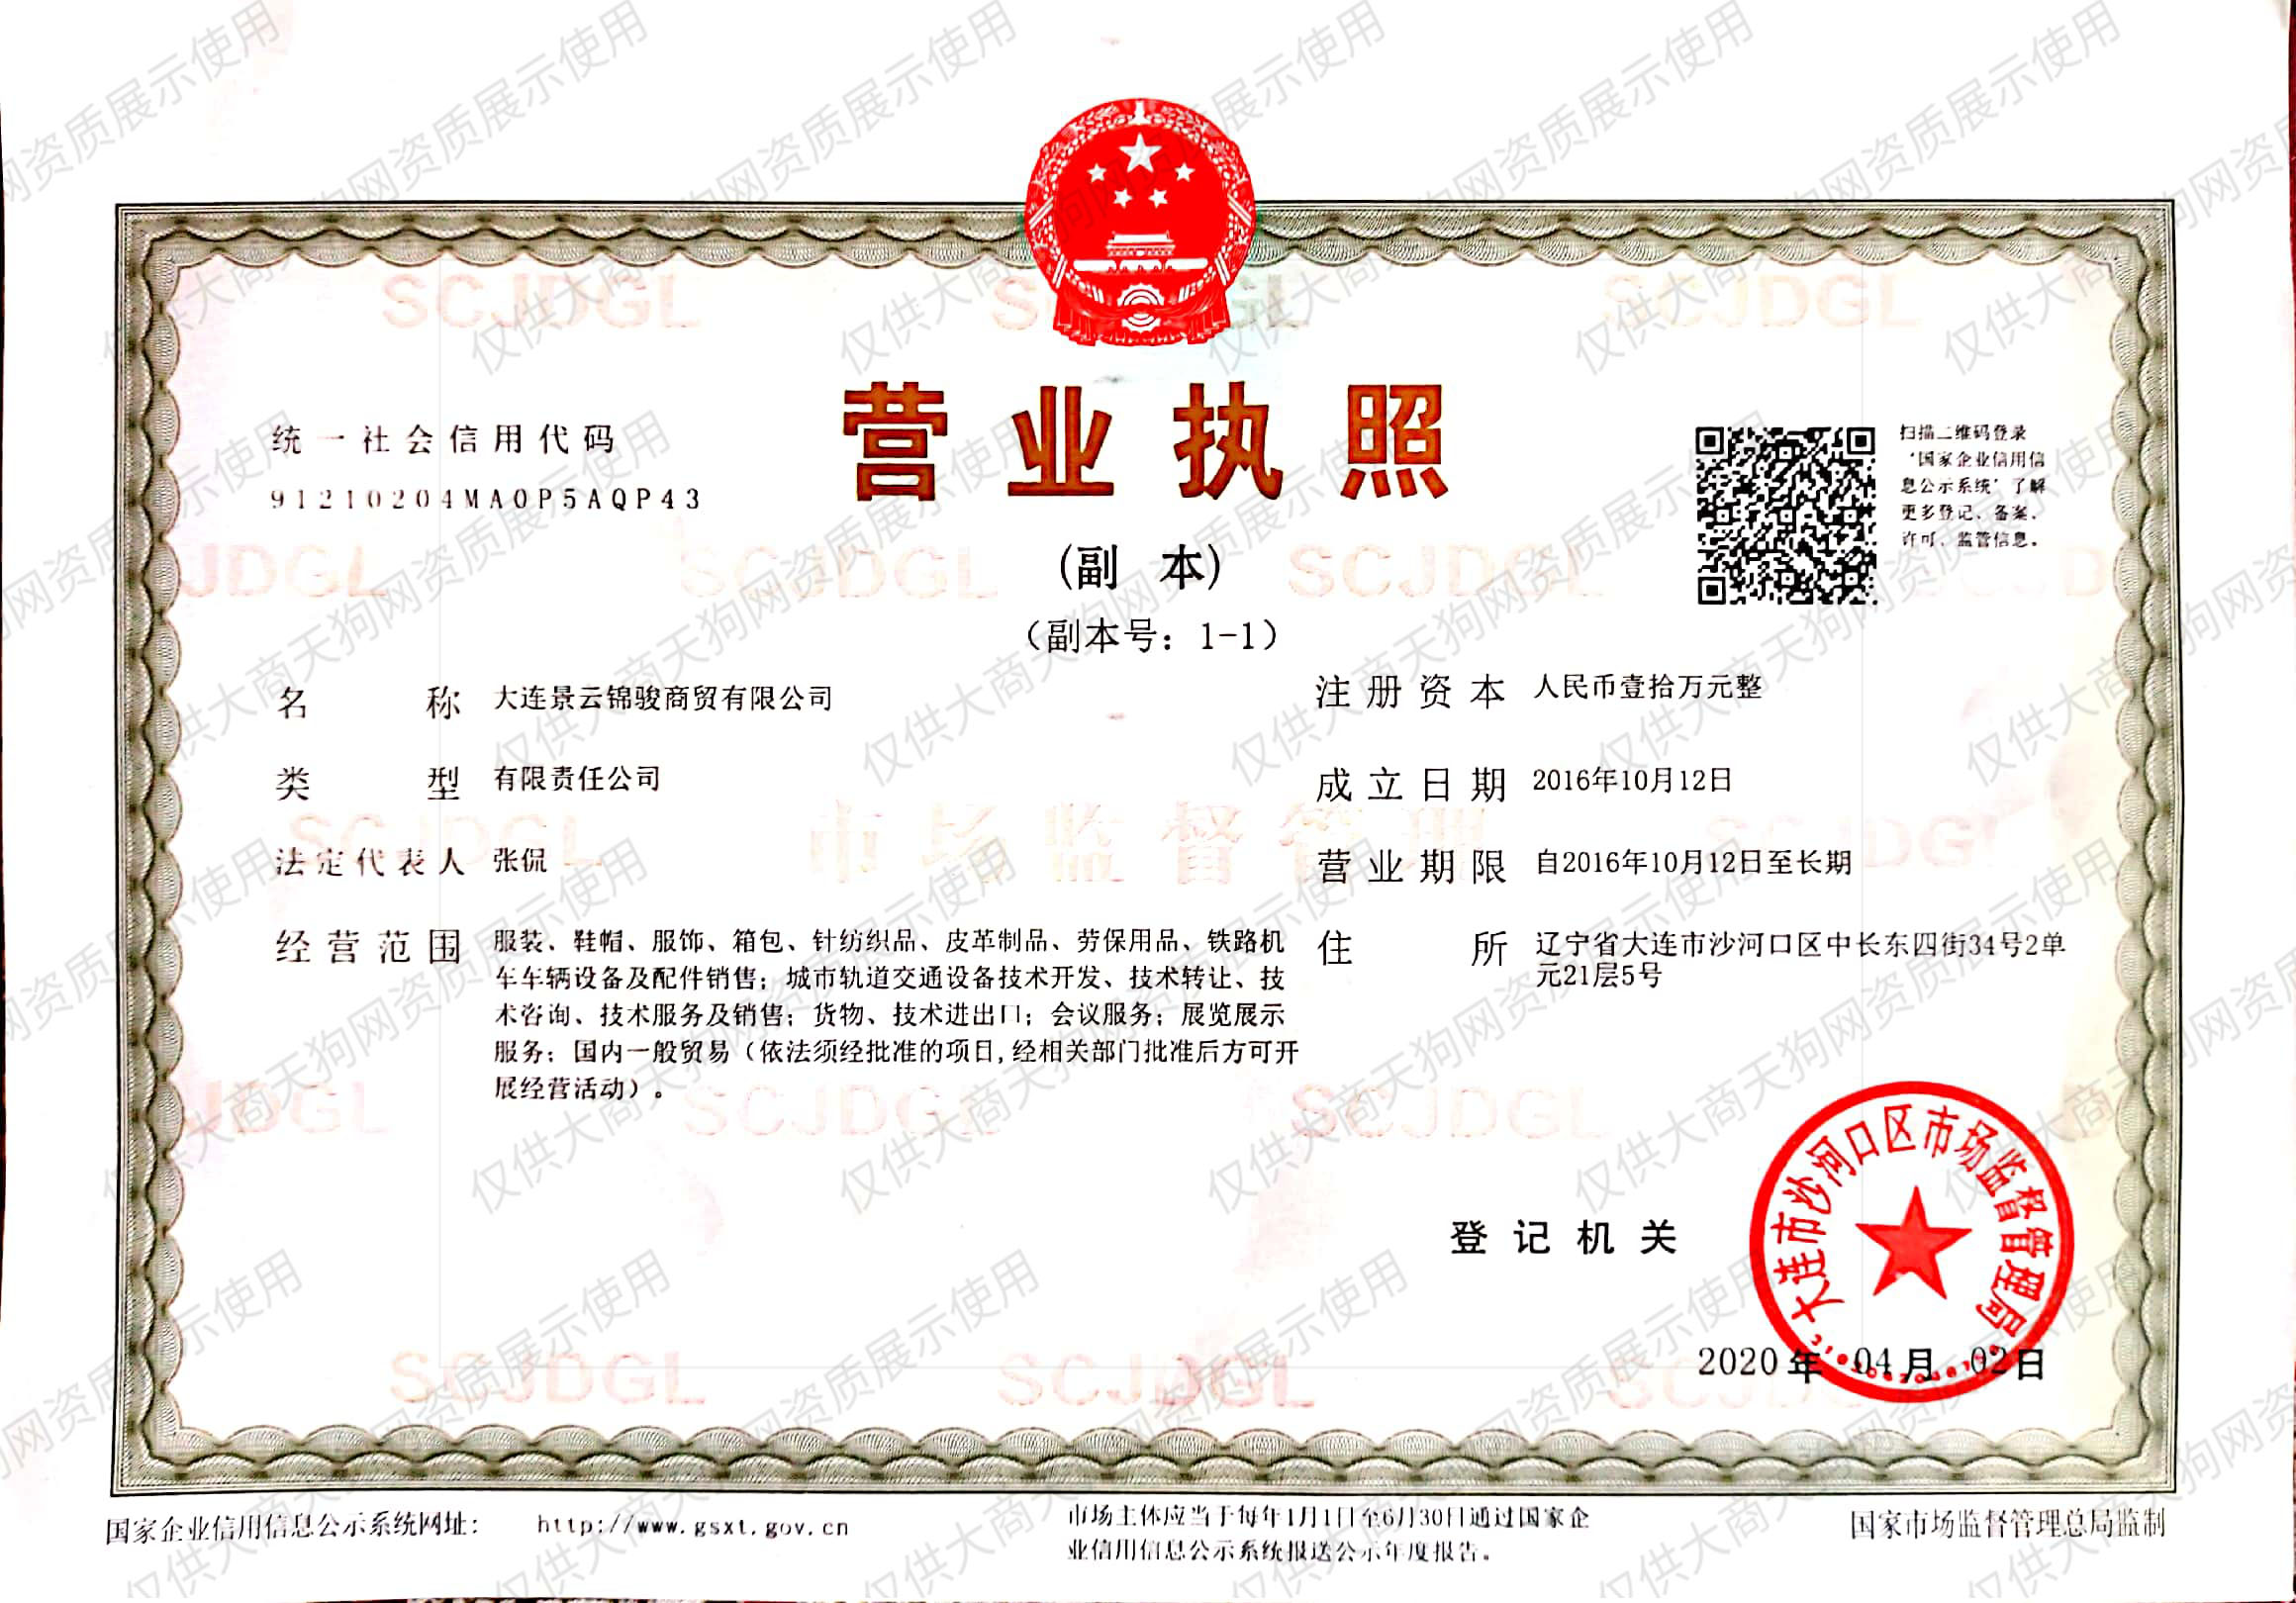 营业执照
(副 本)
（副本号：1-1）
统一社会信用代码
91210204MA0P5AQP43
扫描二维码登录
‘国家企业信用信
息公示系统’了解
更多登记、备案、
许可、监管信息。
名 称 大连景云锦骏商贸有限公司
类 型 有限责任公司
法定代表人 张侃
经营范围 服装、鞋帽、服饰、箱包、针纺织品、皮革制品、劳保用品、铁路机
车车辆设备及配件销售；城市轨道交通设备技术开发、技术转让、技
术咨询、技术服务及销售；货物、技术进出口；会议服务；展览展示
服务；国内一般贸易（依法须经批准的项目,经相关部门批准后方可开
展经营活动）。
注册资本 人民币壹拾万元整
成立日期 2016年10月12日
营业期限 自2016年10月12日至长期
住 所 辽宁省大连市沙河口区中长东四街34号2单
元21层5号
登记机关
大连市沙河口区市场监督管理局
2020年04月02日
国家企业信用信息公示系统网址： http://www.gsxt.gov.cn
市场主体应当于每年1月1日至6月30日通过国家企
业信用信息公示系统报送公示年度报告。
国家市场监督管理总局监制
SCJDGL
市场监督管理
仅供大商天狗网资质展示使用